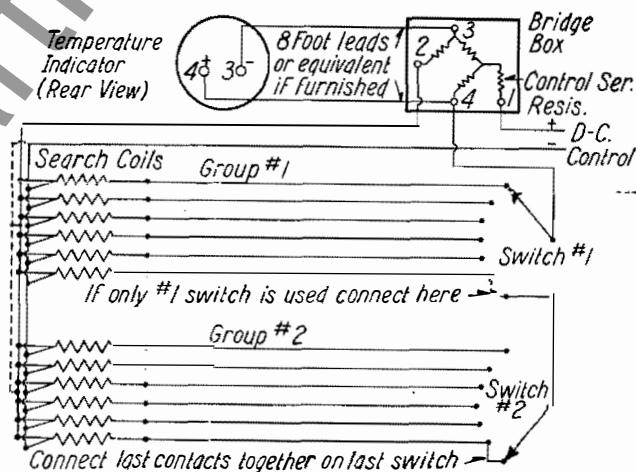 Temperature
Indicator
(Rear View)
4 + 3 -
8 Foot leads
or equivalent
if furnished
Bridge
Box
2 3
4 1
Control Ser.
Resis.
+ D-C.
- Control
Search Coils
Group #1
Switch #1
If only #1 switch is used connect here
Group #2
Switch
#2
Connect last contacts together on last switch